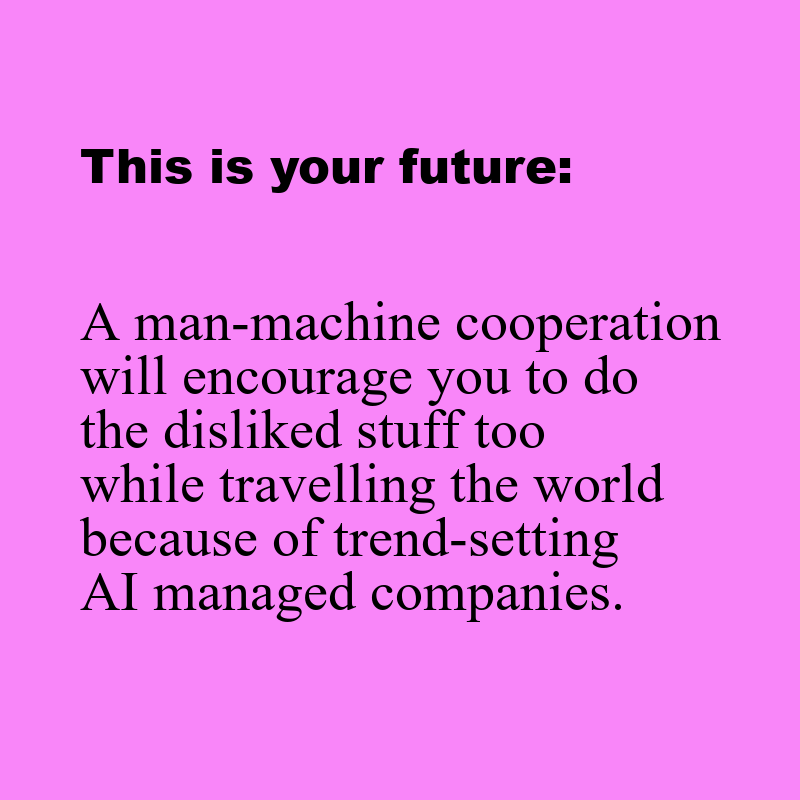 This is your future:
A man-machine cooperation
will encourage you to do
the disliked stuff too
while travelling the world
because of trend-setting
AI managed companies.